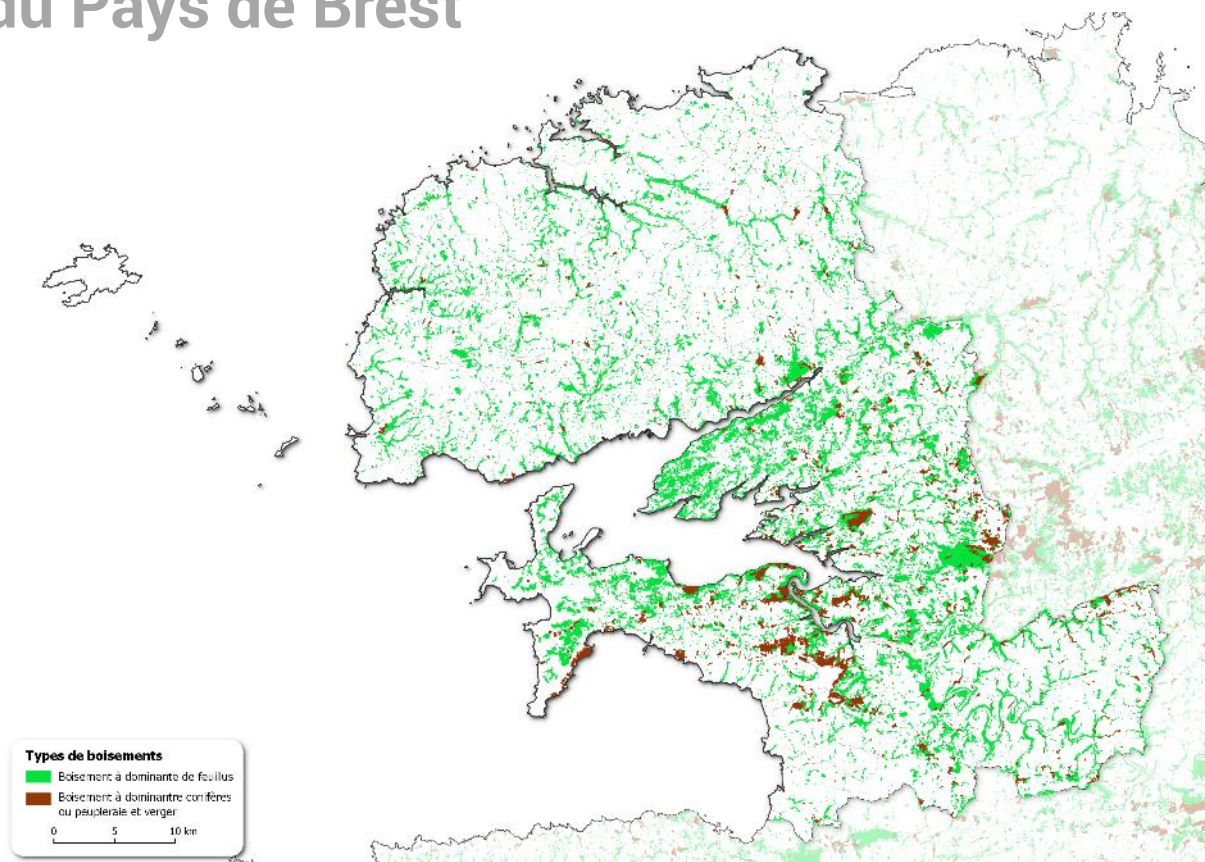 du Pays de Brest
Types de boisements
Boisement à dominante de feuillus
Boisement à dominantre conifères
ou peupleraie et verger
0 5 10 km